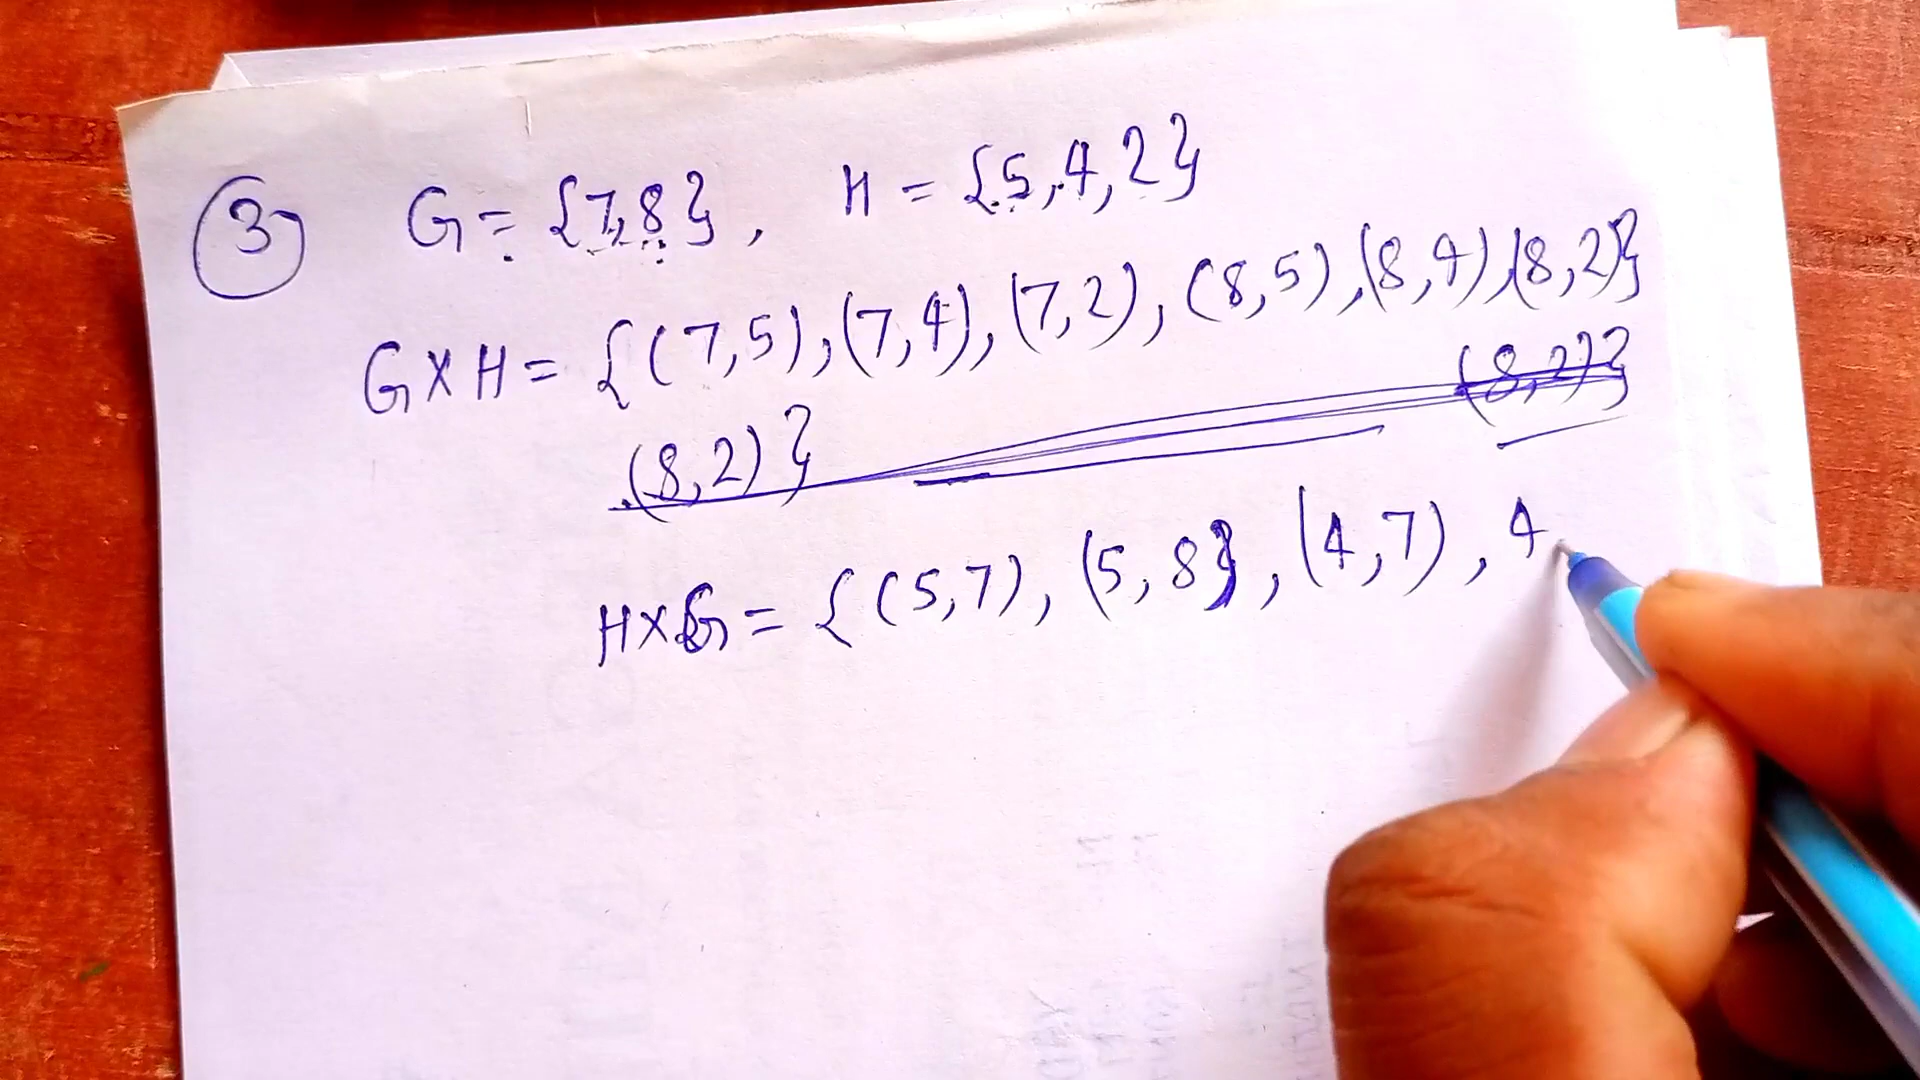 3 G = {7,8}, H = {5,4,2}
G×H = {(7,5),(7,4),(7,2),(8,5),(8,4),(8,2)}
(8,2)}
(8,2)}
H×G = {(5,7),(5,8),(4,7),4